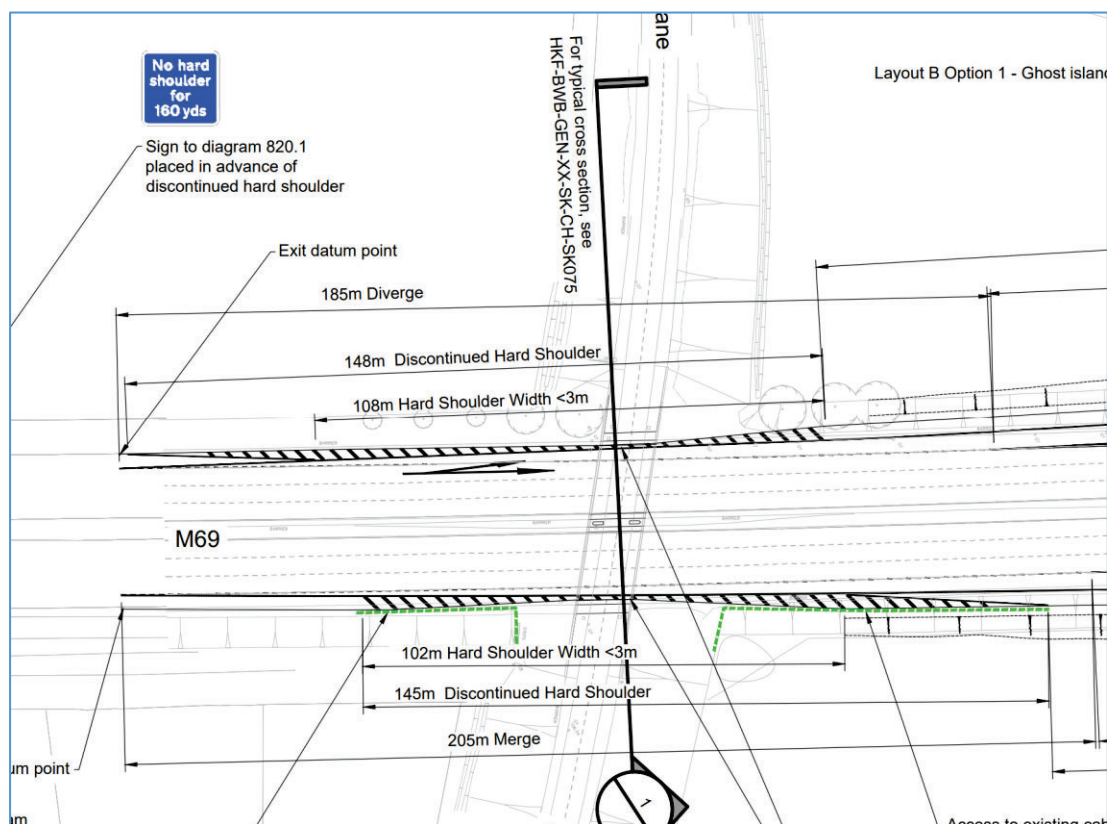 No hard
shoulder
for
160 yds
Sign to diagram 820.1
placed in advance of
discontinued hard shoulder
ane
For typical cross section, see
HKF-BWB-GEN-XX-SK-CH-SK075
Layout B Option 1 - Ghost island
Exit datum point
185m Diverge
148m Discontinued Hard Shoulder
108m Hard Shoulder Width <3m
M69
102m Hard Shoulder Width <3m
145m Discontinued Hard Shoulder
205m Merge
um point
1
Access to existing